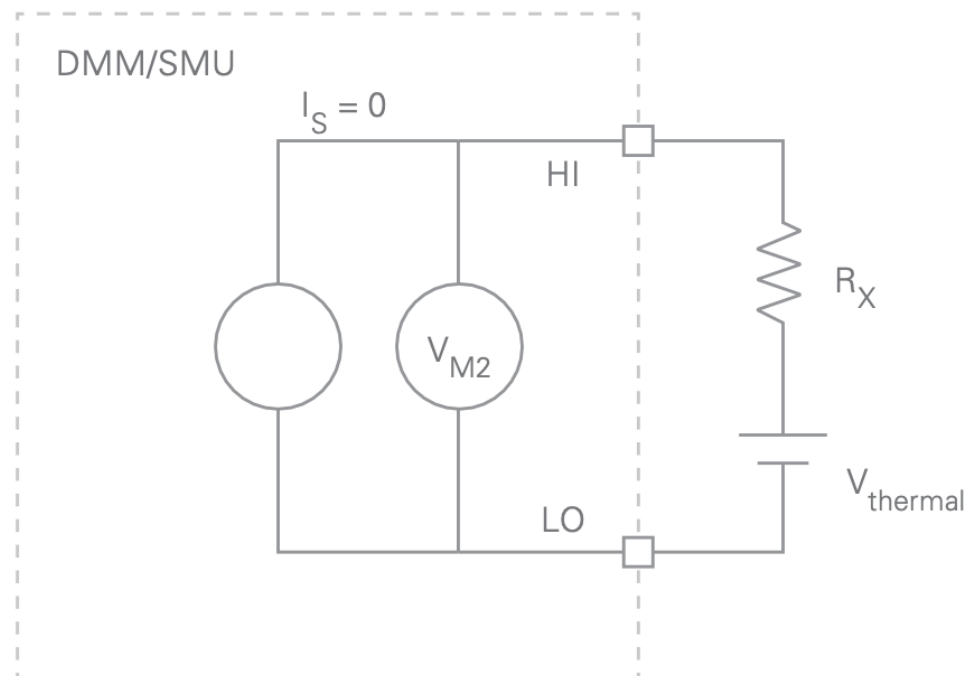 DMM/SMU
I_S = 0
HI
R_X
V_M2
V_thermal
LO